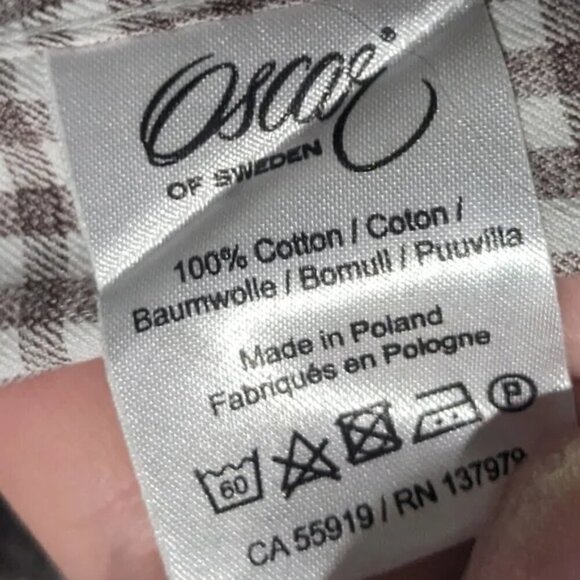 Oscar®
OF SWEDEN
100% Cotton / Coton /
Baumwolle / Bomull / Puuvilla
Made in Poland
Fabriqués en Pologne
60 P
CA 55919 / RN 137979